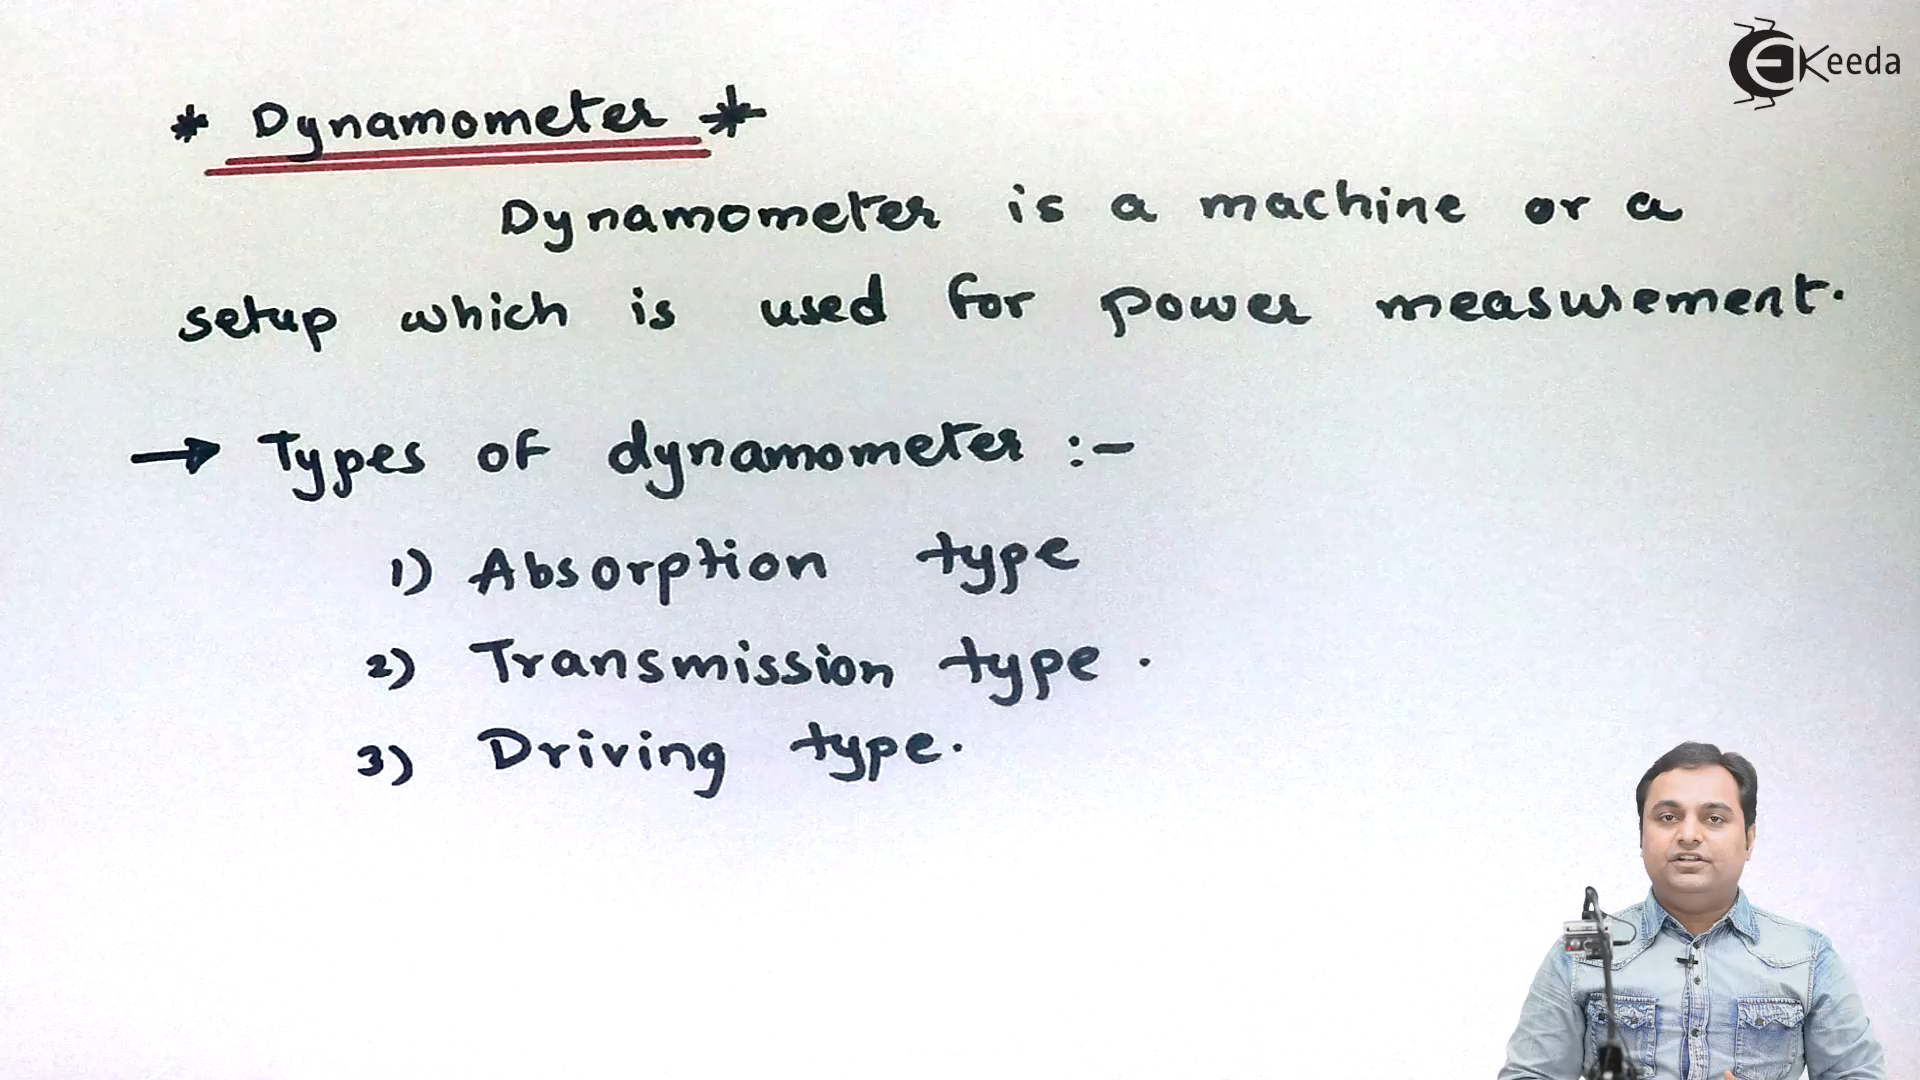 eKeeda
* Dynamometer *
Dynamometer is a machine or a
setup which is used for power measurement.
→ Types of dynamometer :-
1) Absorption type
2) Transmission type.
3) Driving type.